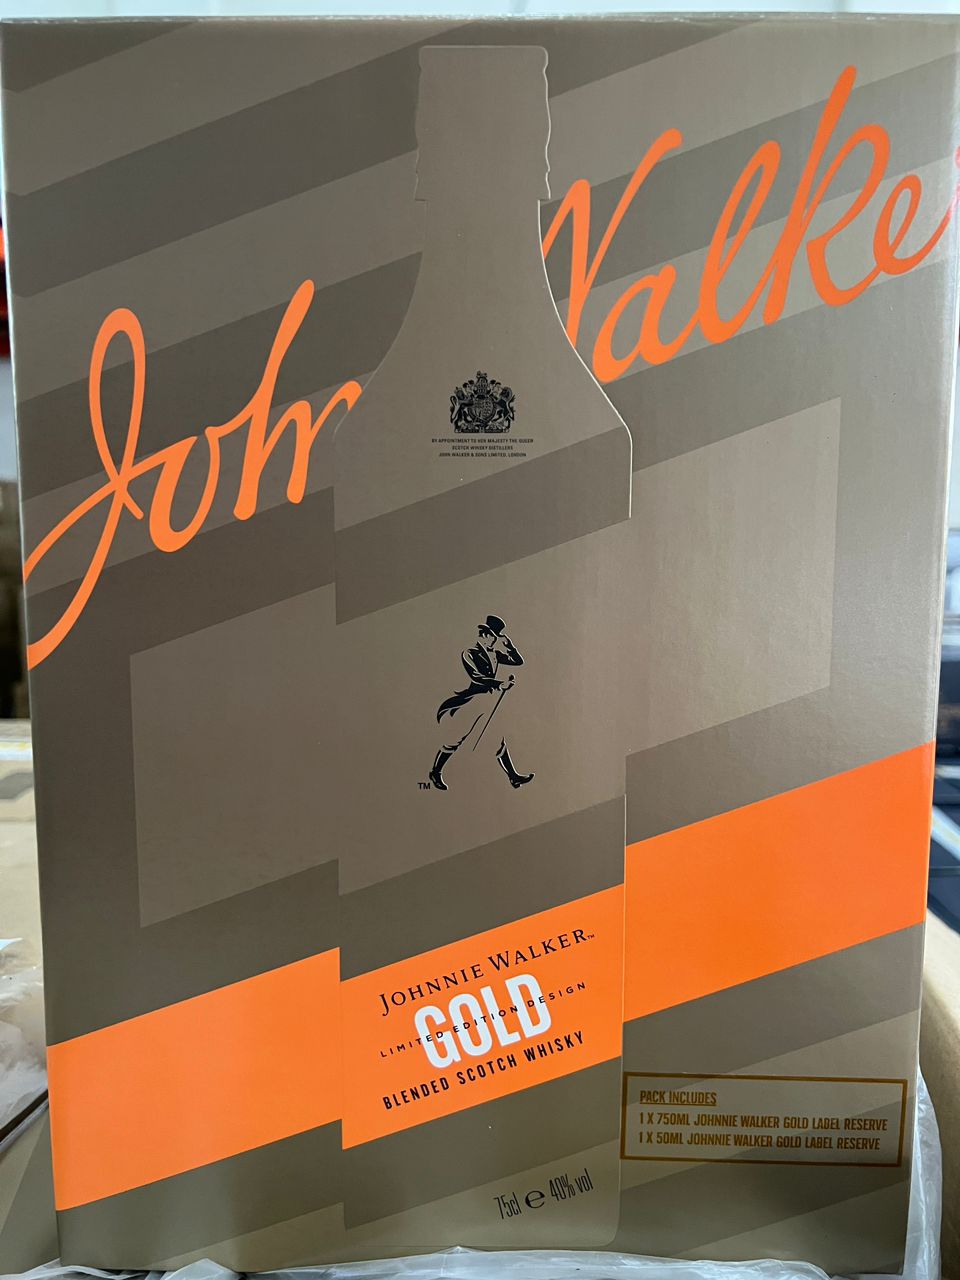 John Walke
BY APPOINTMENT TO HER MAJESTY THE QUEEN
SCOTCH WHISKY DISTILLERS
JOHN WALKER & SONS LIMITED, LONDON
TM
JOHNNIE WALKER™
GOLD
LIMITED EDITION DESIGN
BLENDED SCOTCH WHISKY
PACK INCLUDES
1 X 750ML JOHNNIE WALKER GOLD LABEL RESERVE
1 X 50ML JOHNNIE WALKER GOLD LABEL RESERVE
75cl ℮ 40% vol